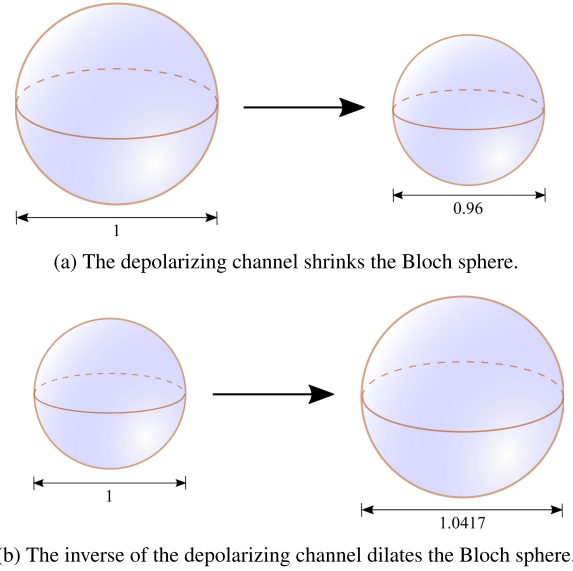 1
0.96
(a) The depolarizing channel shrinks the Bloch sphere.
1
1.0417
(b) The inverse of the depolarizing channel dilates the Bloch sphere.